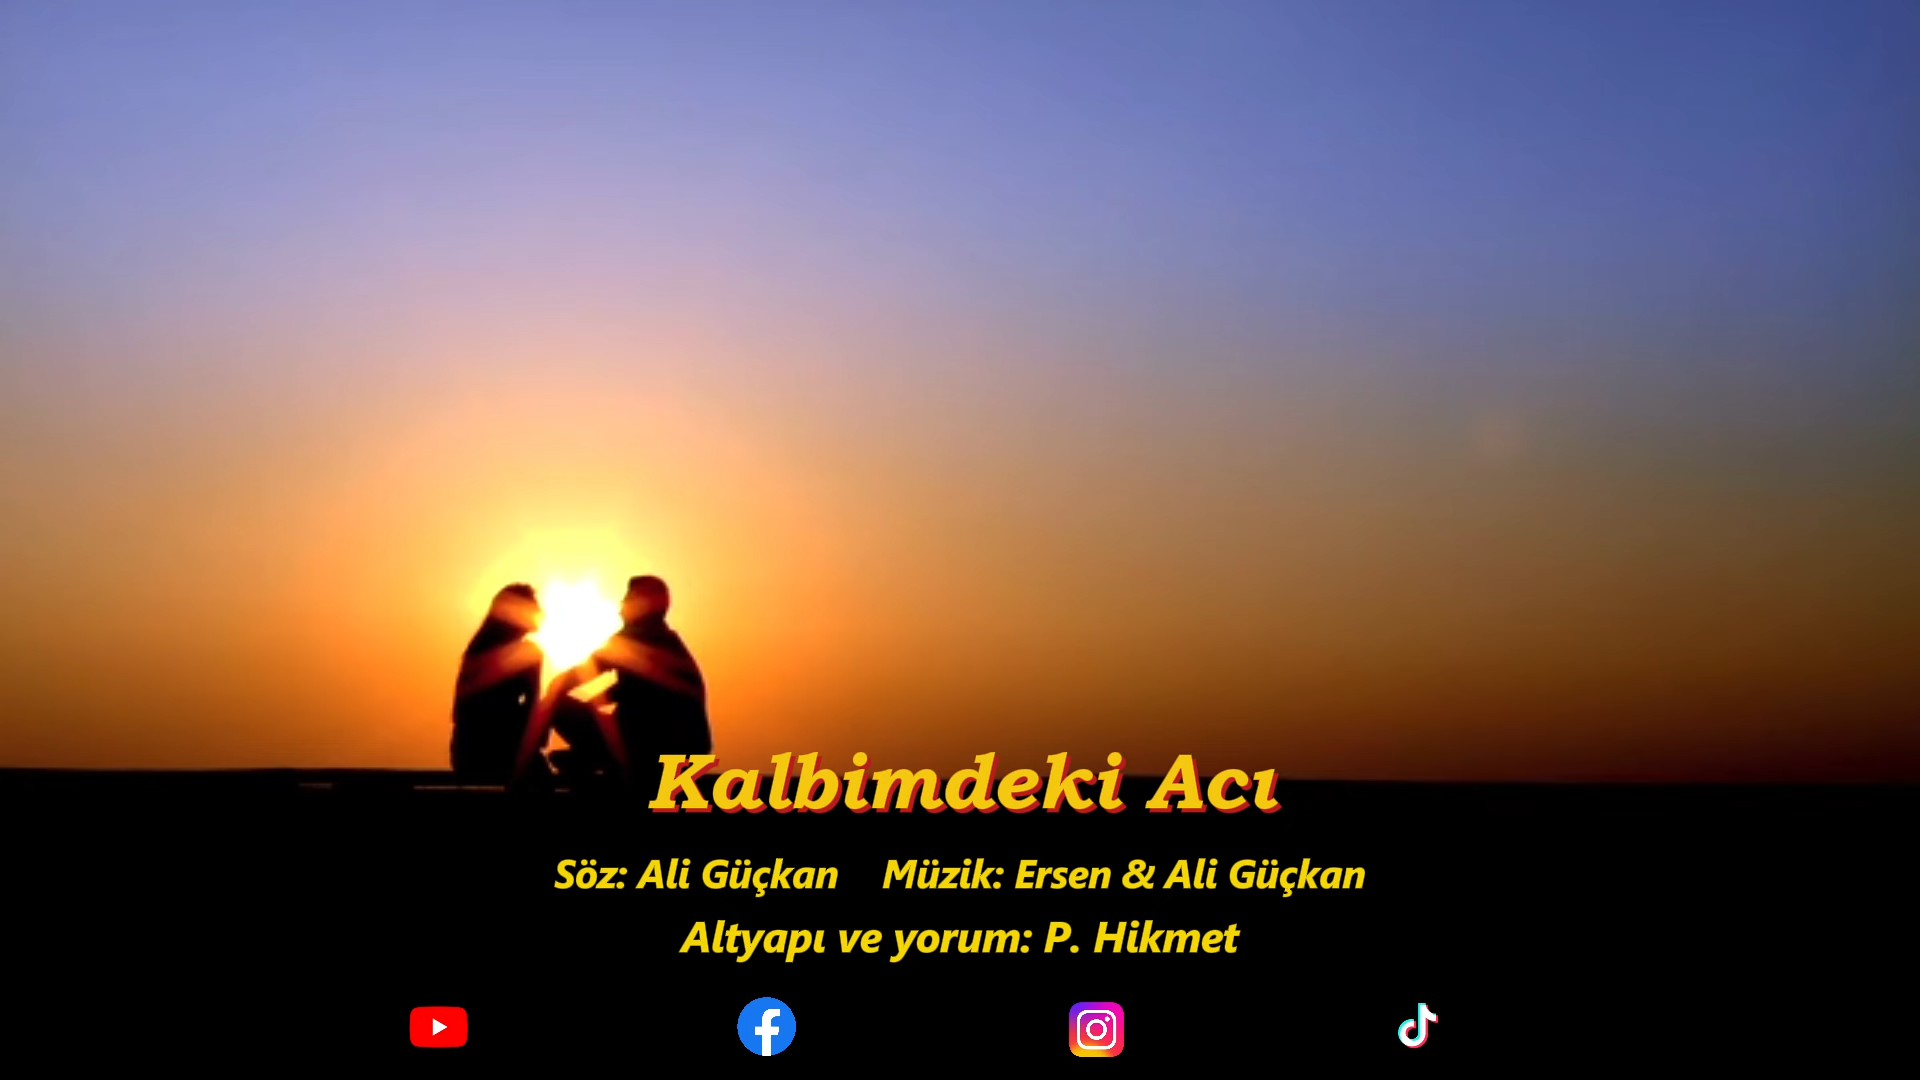 Kalbimdeki Acı
Söz: Ali Güçkan    Müzik: Ersen & Ali Güçkan
Altyapı ve yorum: P. Hikmet